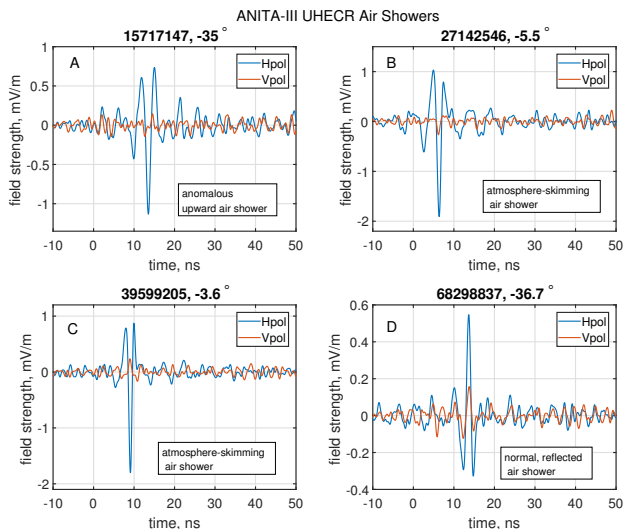 ANITA-III UHECR Air Showers
15717147, -35 °
A
Hpol
Vpol
1
0.5
0
-0.5
-1
field strength, mV/m
anomalous
upward air shower
-10 0 10 20 30 40 50
time, ns
27142546, -5.5 °
B
Hpol
Vpol
1
0
-1
-2
field strength, mV/m
atmosphere-skimming
air shower
-10 0 10 20 30 40 50
time, ns
39599205, -3.6 °
C
Hpol
Vpol
1
0
-1
-2
field strength, mV/m
atmosphere-skimming
air shower
-10 0 10 20 30 40 50
time, ns
68298837, -36.7 °
D
Hpol
Vpol
0.6
0.4
0.2
0
-0.2
-0.4
field strength, mV/m
normal, reflected
air shower
-10 0 10 20 30 40 50
time, ns